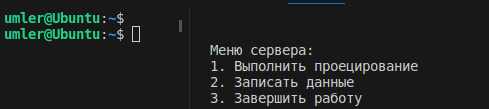 umler@Ubuntu:~$
umler@Ubuntu:~$
Меню сервера:
1. Выполнить проецирование
2. Записать данные
3. Завершить работу